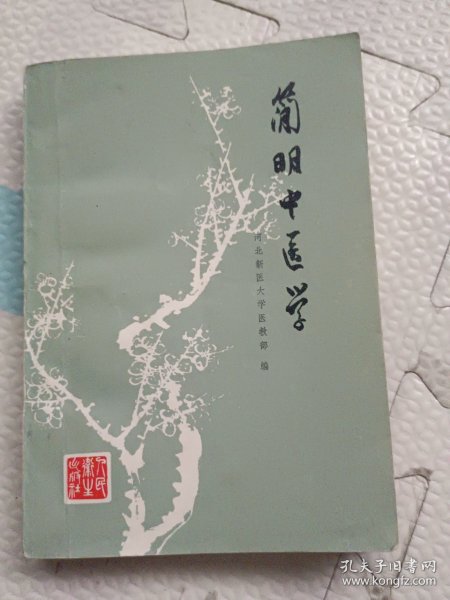 简明中医学
河北新医大学医教部 编
人民
卫生
出版社
孔夫子旧书网
www.kongfz.com